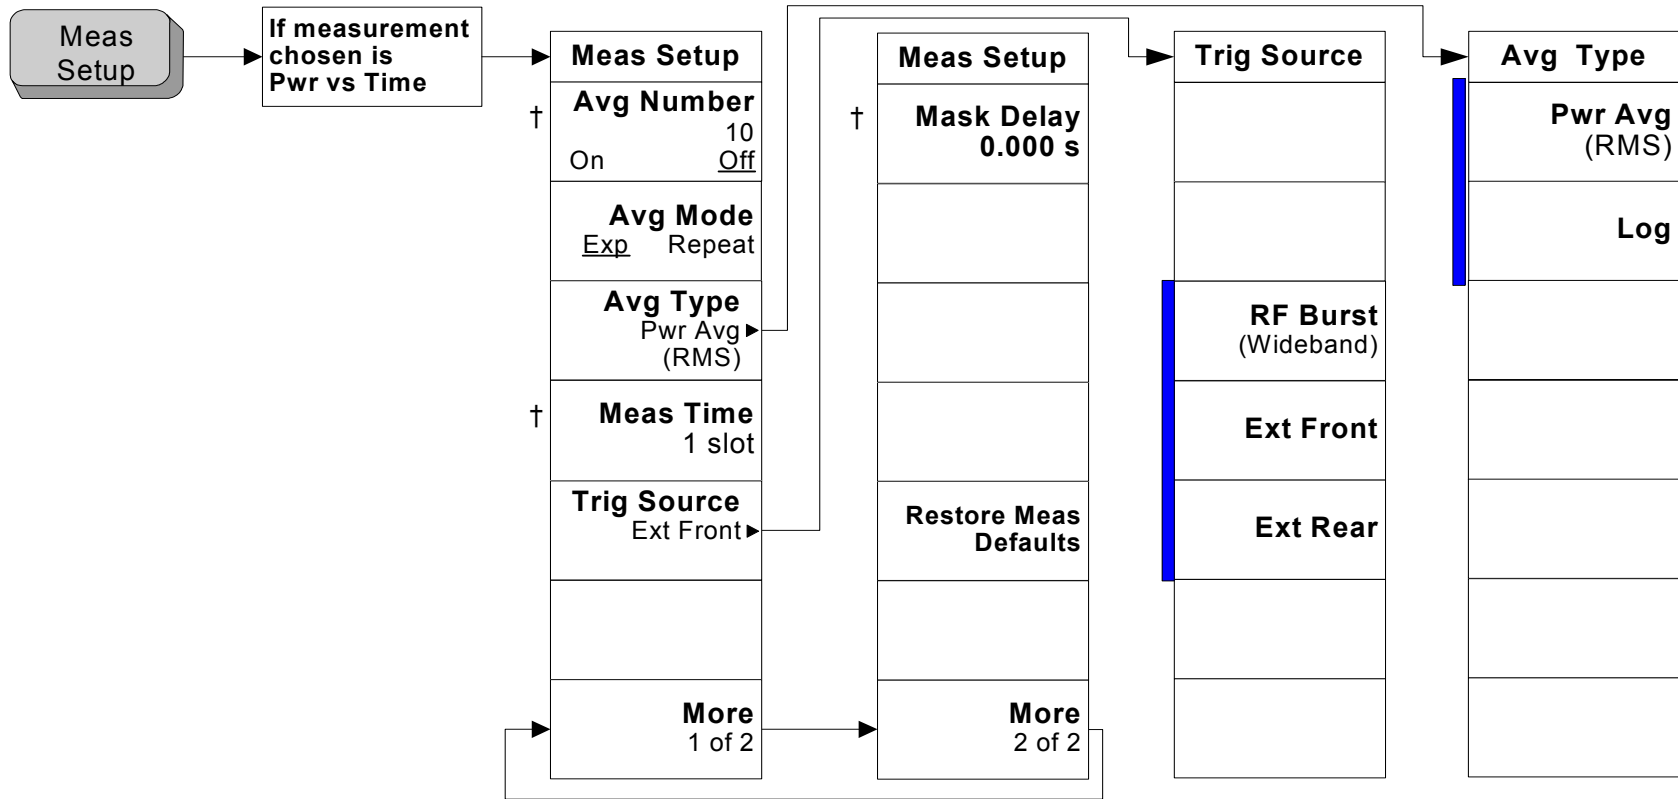 Meas
Setup
If measurement
chosen is
Pwr vs Time
Meas Setup
†
Avg Number
10
On Off
Avg Mode
Exp Repeat
Avg Type
Pwr Avg
(RMS)
†
Meas Time
1 slot
Trig Source
Ext Front
More
1 of 2
Meas Setup
†
Mask Delay
0.000 s
Restore Meas
Defaults
More
2 of 2
Trig Source
RF Burst
(Wideband)
Ext Front
Ext Rear
Avg Type
Pwr Avg
(RMS)
Log